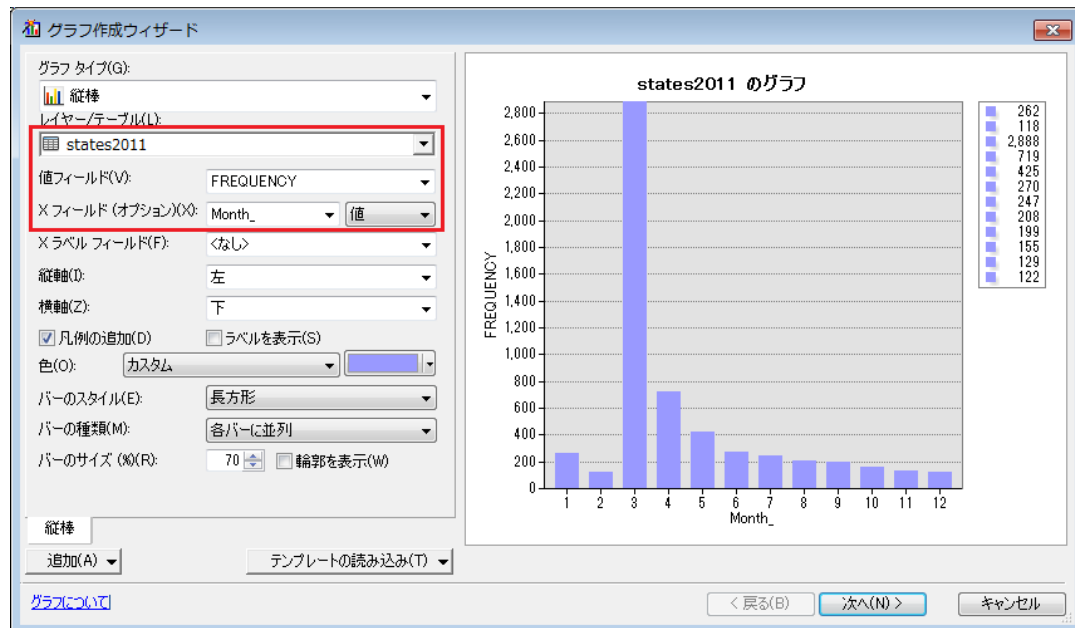 グラフ作成ウィザード
グラフ タイプ(G):
縦棒
レイヤー/テーブル(L):
states2011
値フィールド(V): FREQUENCY
X フィールド (オプション)(X): Month_ 値
X ラベル フィールド(F): <なし>
縦軸(I): 左
横軸(Z): 下
凡例の追加(D) ラベルを表示(S)
色(O): カスタム
バーのスタイル(E): 長方形
バーの種類(M): 各バーに並列
バーのサイズ (%)(R): 70 輪郭を表示(W)
縦棒
追加(A) テンプレートの読み込み(T)
states2011 のグラフ
2,800
2,600
2,400
2,200
2,000
1,800
1,600
1,400
1,200
1,000
800
600
400
200
0
FREQUENCY
1 2 3 4 5 6 7 8 9 10 11 12
Month_
262
118
2,888
719
425
270
247
208
199
155
129
122
グラフについて
< 戻る(B) 次へ(N) > キャンセル